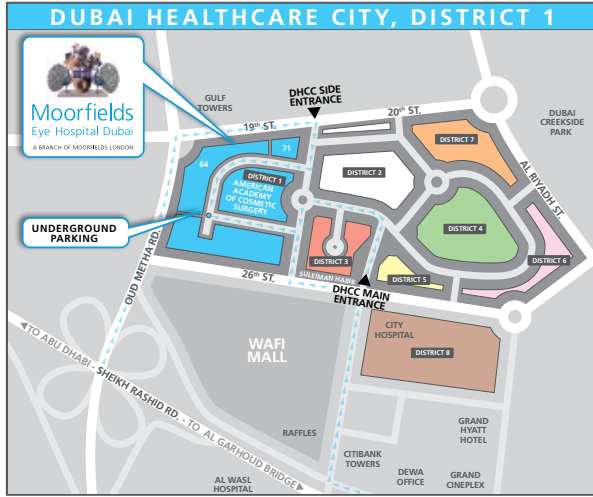 DUBAI HEALTHCARE CITY, DISTRICT 1
Moorfields
Eye Hospital Dubai
A BRANCH OF MOORFIELDS LONDON
GULF
TOWERS
DHCC SIDE
ENTRANCE
19th ST.
20th ST.
DUBAI
CREEKSIDE
PARK
DISTRICT 7
71
64
DISTRICT 1
AMERICAN
ACADEMY
OF COSMETIC
SURGERY
DISTRICT 2
AL RIYADH ST.
UNDERGROUND
PARKING
DISTRICT 4
OUD METHA RD.
DISTRICT 3
DISTRICT 6
26th ST.
SULEIMAN HABIB
DISTRICT 5
DHCC MAIN
ENTRANCE
WAFI
MALL
CITY
HOSPITAL
DISTRICT 8
TO ABU DHABI - SHEIKH RASHID RD. - TO AL GARHOUD BRIDGE
RAFFLES
GRAND
HYATT
HOTEL
CITIBANK
TOWERS
DEWA
OFFICE
GRAND
CINEPLEX
AL WASL
HOSPITAL